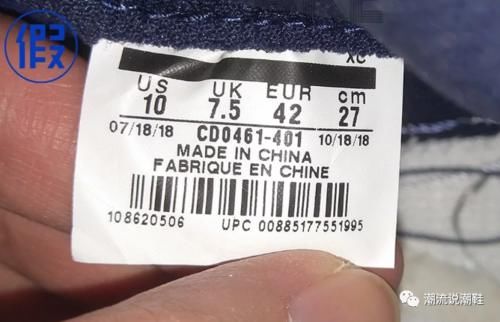 假
XC
US UK EUR cm
10 7.5 42 27
07/18/18 CD0461-401 10/18/18
MADE IN CHINA
FABRIQUE EN CHINE
108620506 UPC 00885177551995
潮流说潮鞋